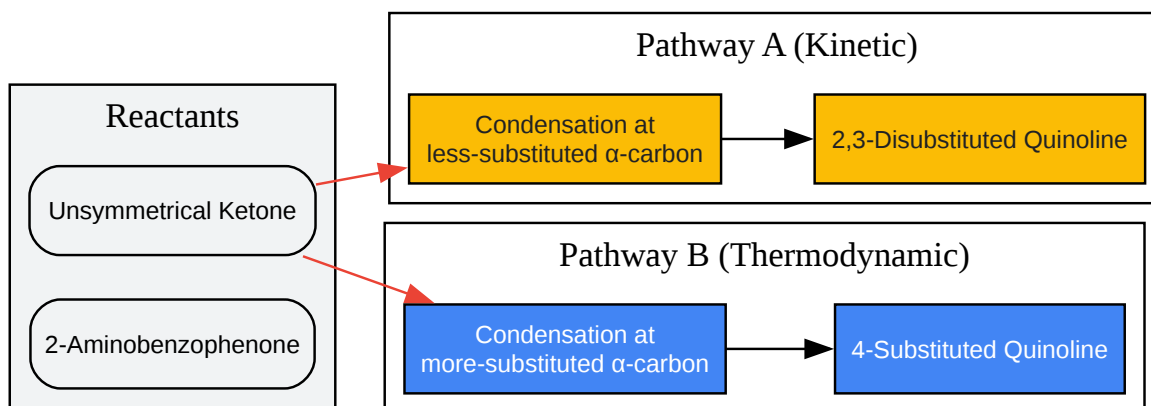 Reactants
Unsymmetrical Ketone
2-Aminobenzophenone
Pathway A (Kinetic)
Condensation at
less-substituted α-carbon
2,3-Disubstituted Quinoline
Pathway B (Thermodynamic)
Condensation at
more-substituted α-carbon
4-Substituted Quinoline